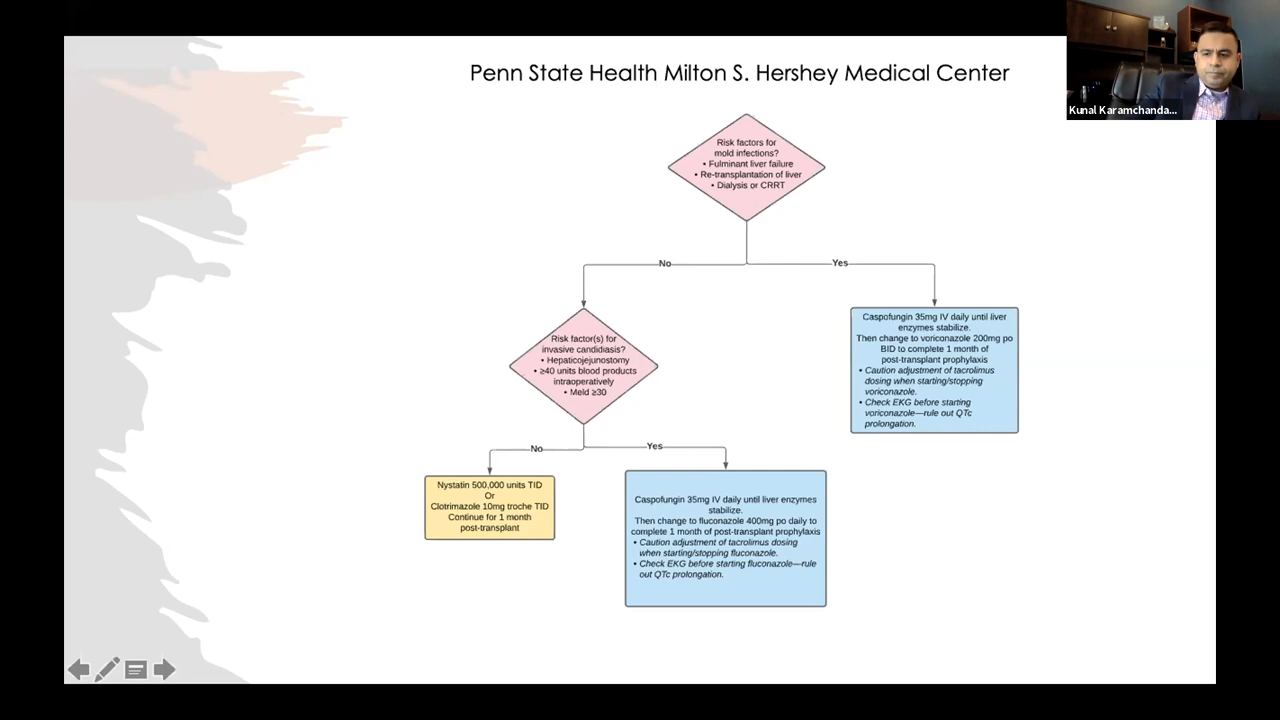 Penn State Health Milton S. Hershey Medical Center
Kunal Karamchanda...
Risk factors for
mold infections?
• Fulminant liver failure
• Re-transplantation of liver
• Dialysis or CRRT
No
Yes
Risk factor(s) for
invasive candidiasis?
• Hepaticojejunostomy
• ≥40 units blood products
intraoperatively
• Meld ≥30
Caspofungin 35mg IV daily until liver
enzymes stabilize.
Then change to voriconazole 200mg po
BID to complete 1 month of
post-transplant prophylaxis
• Caution adjustment of tacrolimus
dosing when starting/stopping
voriconazole.
• Check EKG before starting
voriconazole—rule out QTc
prolongation.
No
Yes
Nystatin 500,000 units TID
Or
Clotrimazole 10mg troche TID
Continue for 1 month
post-transplant
Caspofungin 35mg IV daily until liver enzymes
stabilize.
Then change to fluconazole 400mg po daily to
complete 1 month of post-transplant prophylaxis
• Caution adjustment of tacrolimus dosing
when starting/stopping fluconazole.
• Check EKG before starting fluconazole—rule
out QTc prolongation.